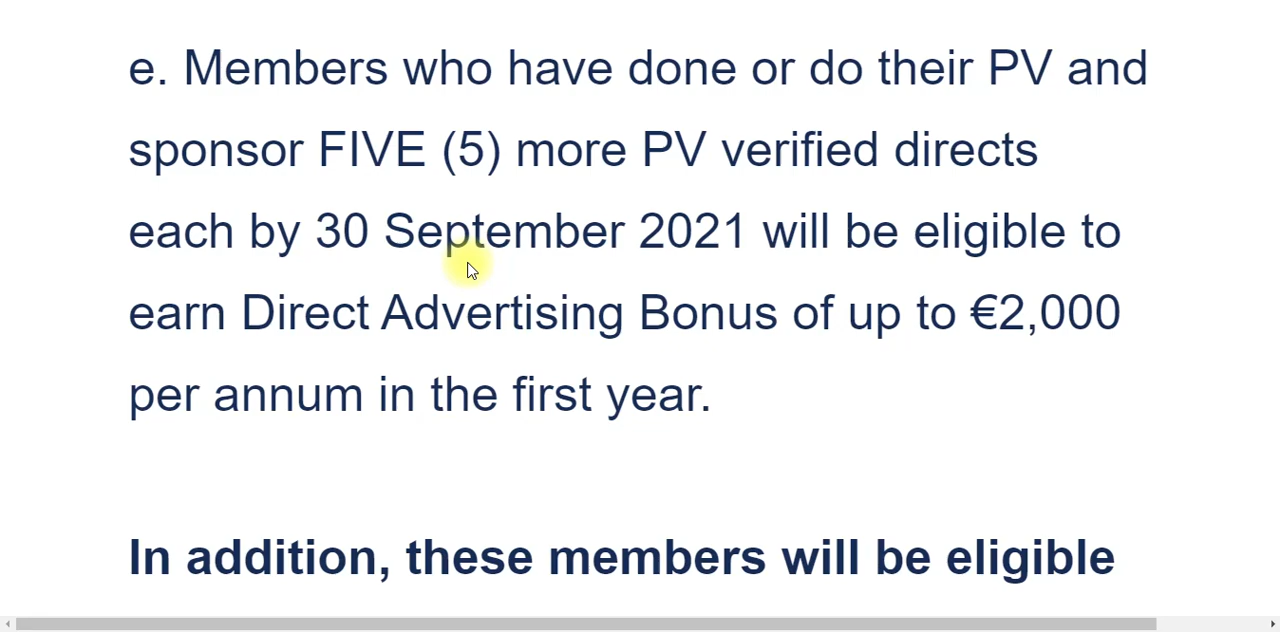 e. Members who have done or do their PV and
sponsor FIVE (5) more PV verified directs
each by 30 September 2021 will be eligible to
earn Direct Advertising Bonus of up to €2,000
per annum in the first year.
In addition, these members will be eligible